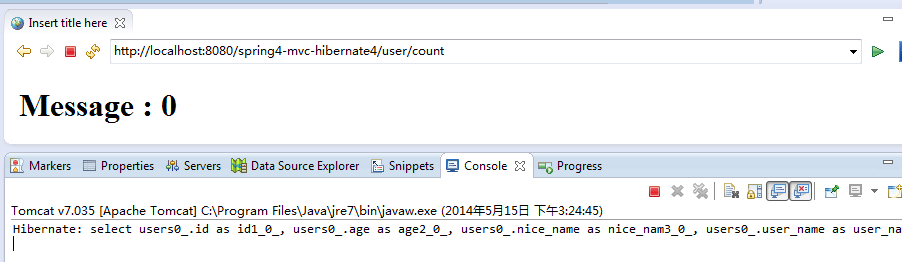 Insert title here
http://localhost:8080/spring4-mvc-hibernate4/user/count
Message : 0
Markers Properties Servers Data Source Explorer Snippets Console Progress
Tomcat v7.035 [Apache Tomcat] C:\Program Files\Java\jre7\bin\javaw.exe (2014年5月15日 下午3:24:45)
Hibernate: select users0_.id as id1_0_, users0_.age as age2_0_, users0_.nice_name as nice_nam3_0_, users0_.user_name as user_na